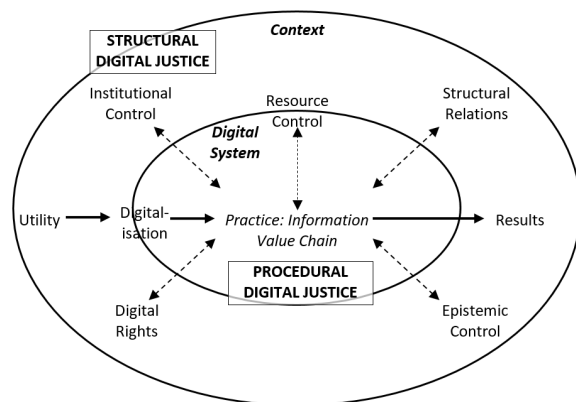 Context
STRUCTURAL
DIGITAL JUSTICE
Institutional
Control
Resource
Control
Structural
Relations
Digital
System
Utility
Digital-
isation
Practice: Information
Value Chain
Results
PROCEDURAL
DIGITAL JUSTICE
Digital
Rights
Epistemic
Control